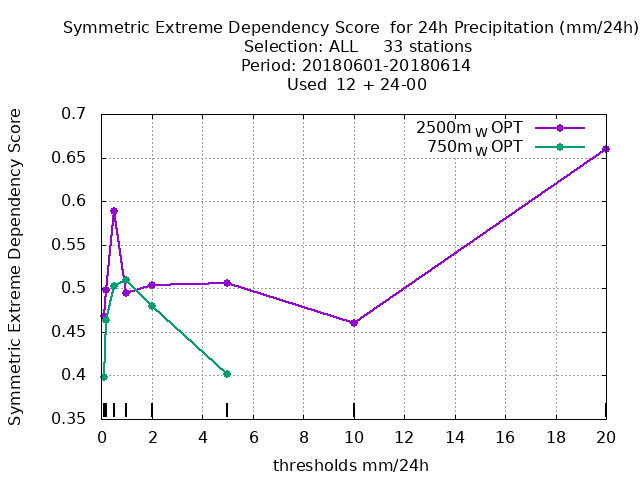 Symmetric Extreme Dependency Score  for 24h Precipitation (mm/24h)
Selection: ALL     33 stations
Period: 20180601-20180614
Used  12 + 24-00
Symmetric Extreme Dependency Score
0.7
0.65
0.6
0.55
0.5
0.45
0.4
0.35
2500m W OPT
750m W OPT
0 2 4 6 8 10 12 14 16 18 20
thresholds mm/24h